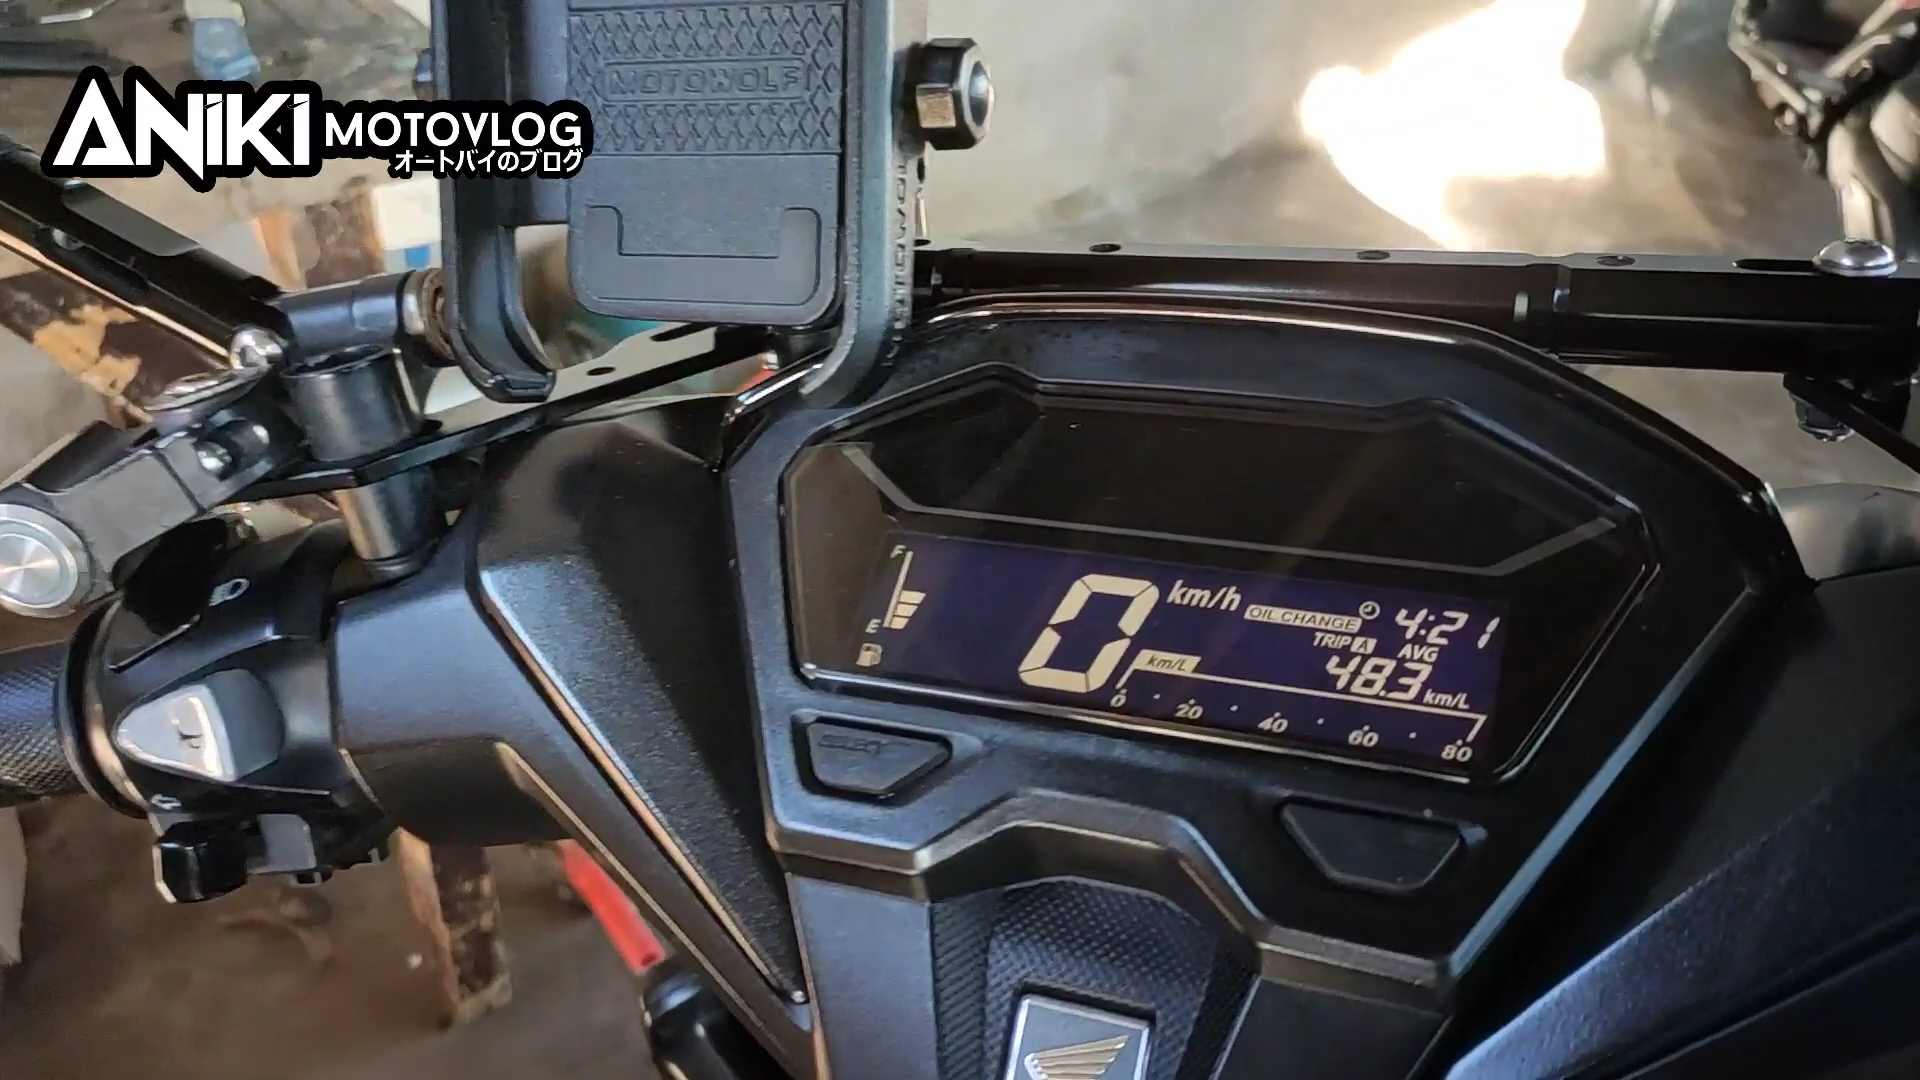 ANiKi MOTOVLOG
オートバイのブログ
MOTOWOLF
F
E
0 km/h
OIL CHANGE 4:21
TRIP A AVG
48.3 km/L
km/L
0 20 40 60 80